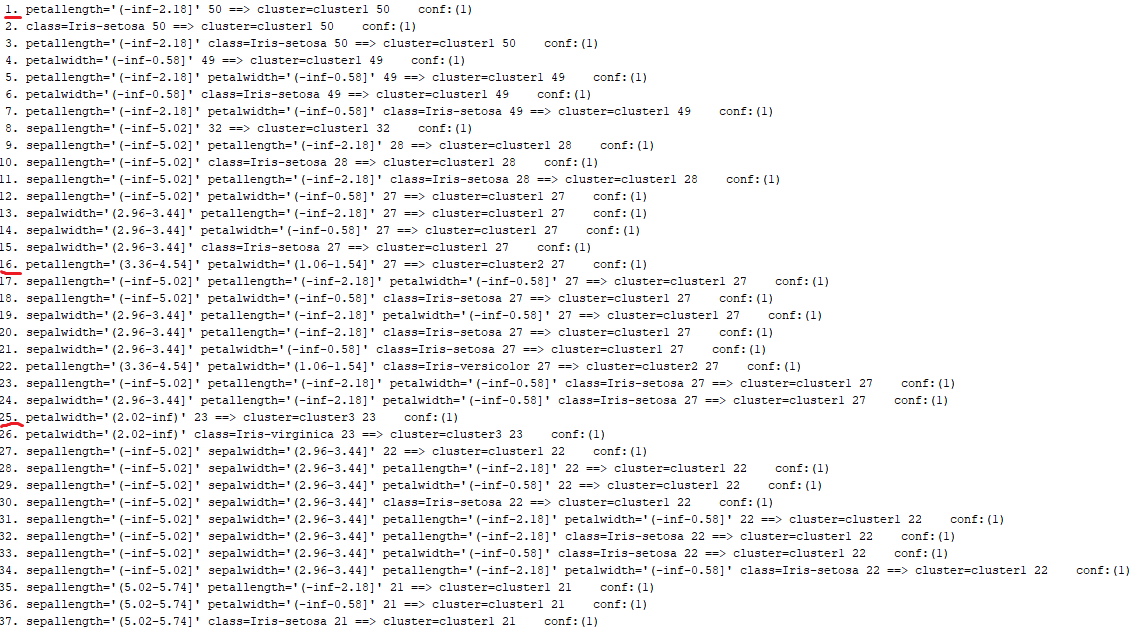 1. petallength='(-inf-2.18]' 50 ==> cluster=cluster1 50    conf:(1)
2. class=Iris-setosa 50 ==> cluster=cluster1 50    conf:(1)
3. petallength='(-inf-2.18]' class=Iris-setosa 50 ==> cluster=cluster1 50    conf:(1)
4. petalwidth='(-inf-0.58]' 49 ==> cluster=cluster1 49    conf:(1)
5. petallength='(-inf-2.18]' petalwidth='(-inf-0.58]' 49 ==> cluster=cluster1 49    conf:(1)
6. petalwidth='(-inf-0.58]' class=Iris-setosa 49 ==> cluster=cluster1 49    conf:(1)
7. petallength='(-inf-2.18]' petalwidth='(-inf-0.58]' class=Iris-setosa 49 ==> cluster=cluster1 49    conf:(1)
8. sepallength='(-inf-5.02]' 32 ==> cluster=cluster1 32    conf:(1)
9. sepallength='(-inf-5.02]' petallength='(-inf-2.18]' 28 ==> cluster=cluster1 28    conf:(1)
10. sepallength='(-inf-5.02]' class=Iris-setosa 28 ==> cluster=cluster1 28    conf:(1)
11. sepallength='(-inf-5.02]' petallength='(-inf-2.18]' class=Iris-setosa 28 ==> cluster=cluster1 28    conf:(1)
12. sepallength='(-inf-5.02]' petalwidth='(-inf-0.58]' 27 ==> cluster=cluster1 27    conf:(1)
13. sepalwidth='(2.96-3.44]' petallength='(-inf-2.18]' 27 ==> cluster=cluster1 27    conf:(1)
14. sepalwidth='(2.96-3.44]' petalwidth='(-inf-0.58]' 27 ==> cluster=cluster1 27    conf:(1)
15. sepalwidth='(2.96-3.44]' class=Iris-setosa 27 ==> cluster=cluster1 27    conf:(1)
16. petallength='(3.36-4.54]' petalwidth='(1.06-1.54]' 27 ==> cluster=cluster2 27    conf:(1)
17. sepallength='(-inf-5.02]' petallength='(-inf-2.18]' petalwidth='(-inf-0.58]' 27 ==> cluster=cluster1 27    conf:(1)
18. sepallength='(-inf-5.02]' petalwidth='(-inf-0.58]' class=Iris-setosa 27 ==> cluster=cluster1 27    conf:(1)
19. sepalwidth='(2.96-3.44]' petallength='(-inf-2.18]' petalwidth='(-inf-0.58]' 27 ==> cluster=cluster1 27    conf:(1)
20. sepalwidth='(2.96-3.44]' petallength='(-inf-2.18]' class=Iris-setosa 27 ==> cluster=cluster1 27    conf:(1)
21. sepalwidth='(2.96-3.44]' petalwidth='(-inf-0.58]' class=Iris-setosa 27 ==> cluster=cluster1 27    conf:(1)
22. petallength='(3.36-4.54]' petalwidth='(1.06-1.54]' class=Iris-versicolor 27 ==> cluster=cluster2 27    conf:(1)
23. sepallength='(-inf-5.02]' petallength='(-inf-2.18]' petalwidth='(-inf-0.58]' class=Iris-setosa 27 ==> cluster=cluster1 27    conf:(1)
24. sepalwidth='(2.96-3.44]' petallength='(-inf-2.18]' petalwidth='(-inf-0.58]' class=Iris-setosa 27 ==> cluster=cluster1 27    conf:(1)
25. petalwidth='(2.02-inf)' 23 ==> cluster=cluster3 23    conf:(1)
26. petalwidth='(2.02-inf)' class=Iris-virginica 23 ==> cluster=cluster3 23    conf:(1)
27. sepallength='(-inf-5.02]' sepalwidth='(2.96-3.44]' 22 ==> cluster=cluster1 22    conf:(1)
28. sepallength='(-inf-5.02]' sepalwidth='(2.96-3.44]' petallength='(-inf-2.18]' 22 ==> cluster=cluster1 22    conf:(1)
29. sepallength='(-inf-5.02]' sepalwidth='(2.96-3.44]' petalwidth='(-inf-0.58]' 22 ==> cluster=cluster1 22    conf:(1)
30. sepallength='(-inf-5.02]' sepalwidth='(2.96-3.44]' class=Iris-setosa 22 ==> cluster=cluster1 22    conf:(1)
31. sepallength='(-inf-5.02]' sepalwidth='(2.96-3.44]' petallength='(-inf-2.18]' petalwidth='(-inf-0.58]' 22 ==> cluster=cluster1 22    conf:(1)
32. sepallength='(-inf-5.02]' sepalwidth='(2.96-3.44]' petallength='(-inf-2.18]' class=Iris-setosa 22 ==> cluster=cluster1 22    conf:(1)
33. sepallength='(-inf-5.02]' sepalwidth='(2.96-3.44]' petalwidth='(-inf-0.58]' class=Iris-setosa 22 ==> cluster=cluster1 22    conf:(1)
34. sepallength='(-inf-5.02]' sepalwidth='(2.96-3.44]' petallength='(-inf-2.18]' petalwidth='(-inf-0.58]' class=Iris-setosa 22 ==> cluster=cluster1 22    conf:(1)
35. sepallength='(5.02-5.74]' petallength='(-inf-2.18]' 21 ==> cluster=cluster1 21    conf:(1)
36. sepallength='(5.02-5.74]' petalwidth='(-inf-0.58]' 21 ==> cluster=cluster1 21    conf:(1)
37. sepallength='(5.02-5.74]' class=Iris-setosa 21 ==> cluster=cluster1 21    conf:(1)